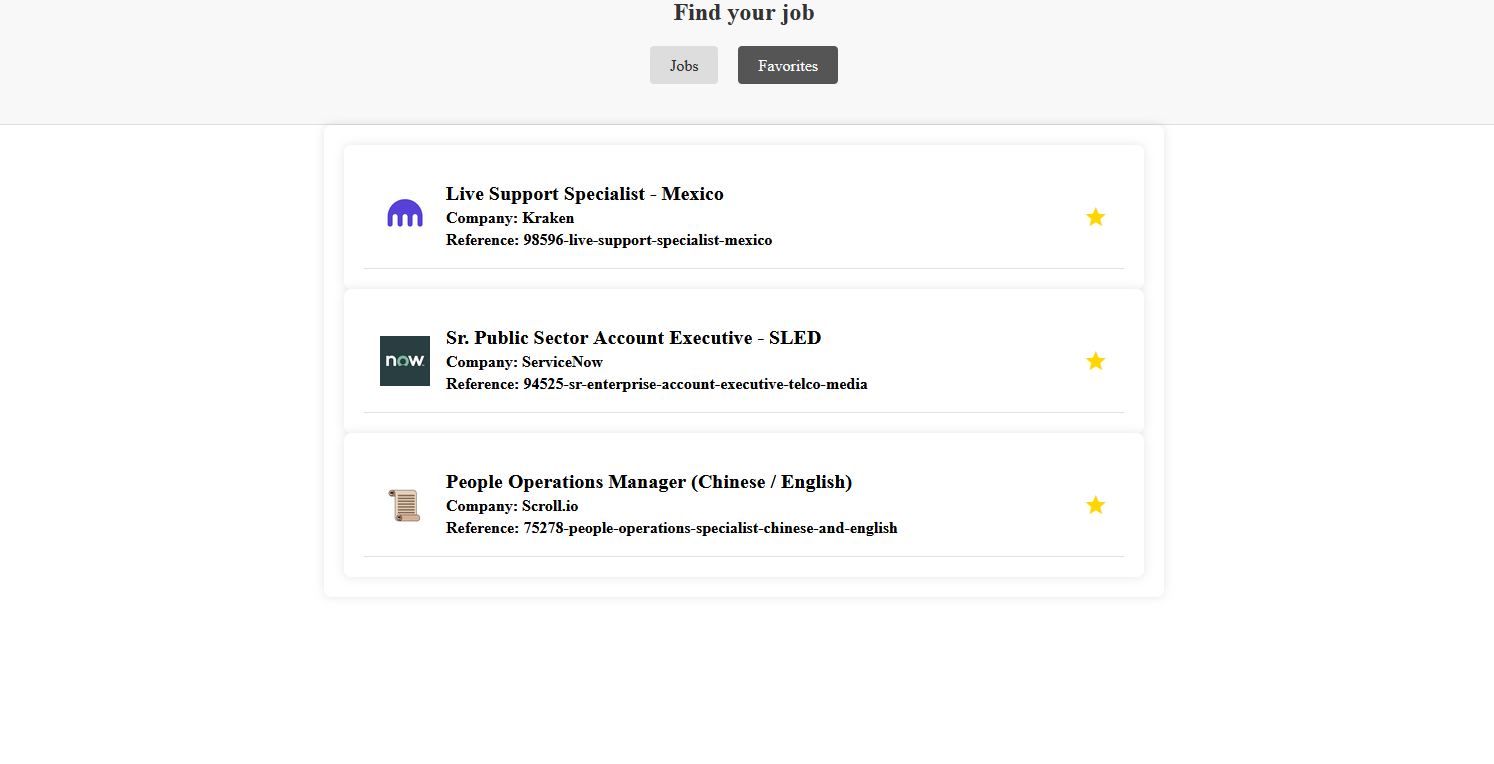 Find your job
Jobs
Favorites
Live Support Specialist - Mexico
Company: Kraken
Reference: 98596-live-support-specialist-mexico
now.
Sr. Public Sector Account Executive - SLED
Company: ServiceNow
Reference: 94525-sr-enterprise-account-executive-telco-media
People Operations Manager (Chinese / English)
Company: Scroll.io
Reference: 75278-people-operations-specialist-chinese-and-english